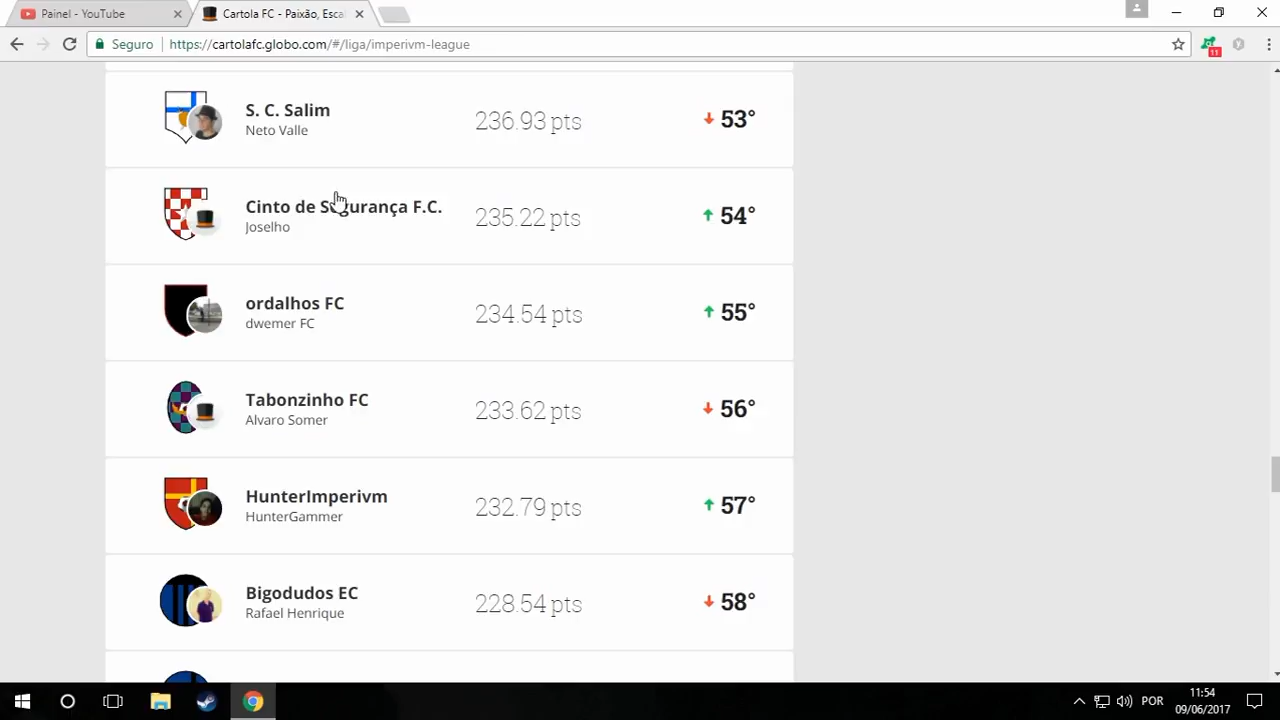 Painel - YouTube
Cartola FC - Paixão, Esca
Seguro
https://cartolafc.globo.com/#/liga/imperivm-league
11
S. C. Salim
Neto Valle
236.93 pts
53°
Cinto de Segurança F.C.
Joselho
235.22 pts
54°
ordalhos FC
dwemer FC
234.54 pts
55°
Tabonzinho FC
Alvaro Somer
233.62 pts
56°
HunterImperivm
HunterGammer
232.79 pts
57°
Bigodudos EC
Rafael Henrique
228.54 pts
58°
POR
11:54
09/06/2017